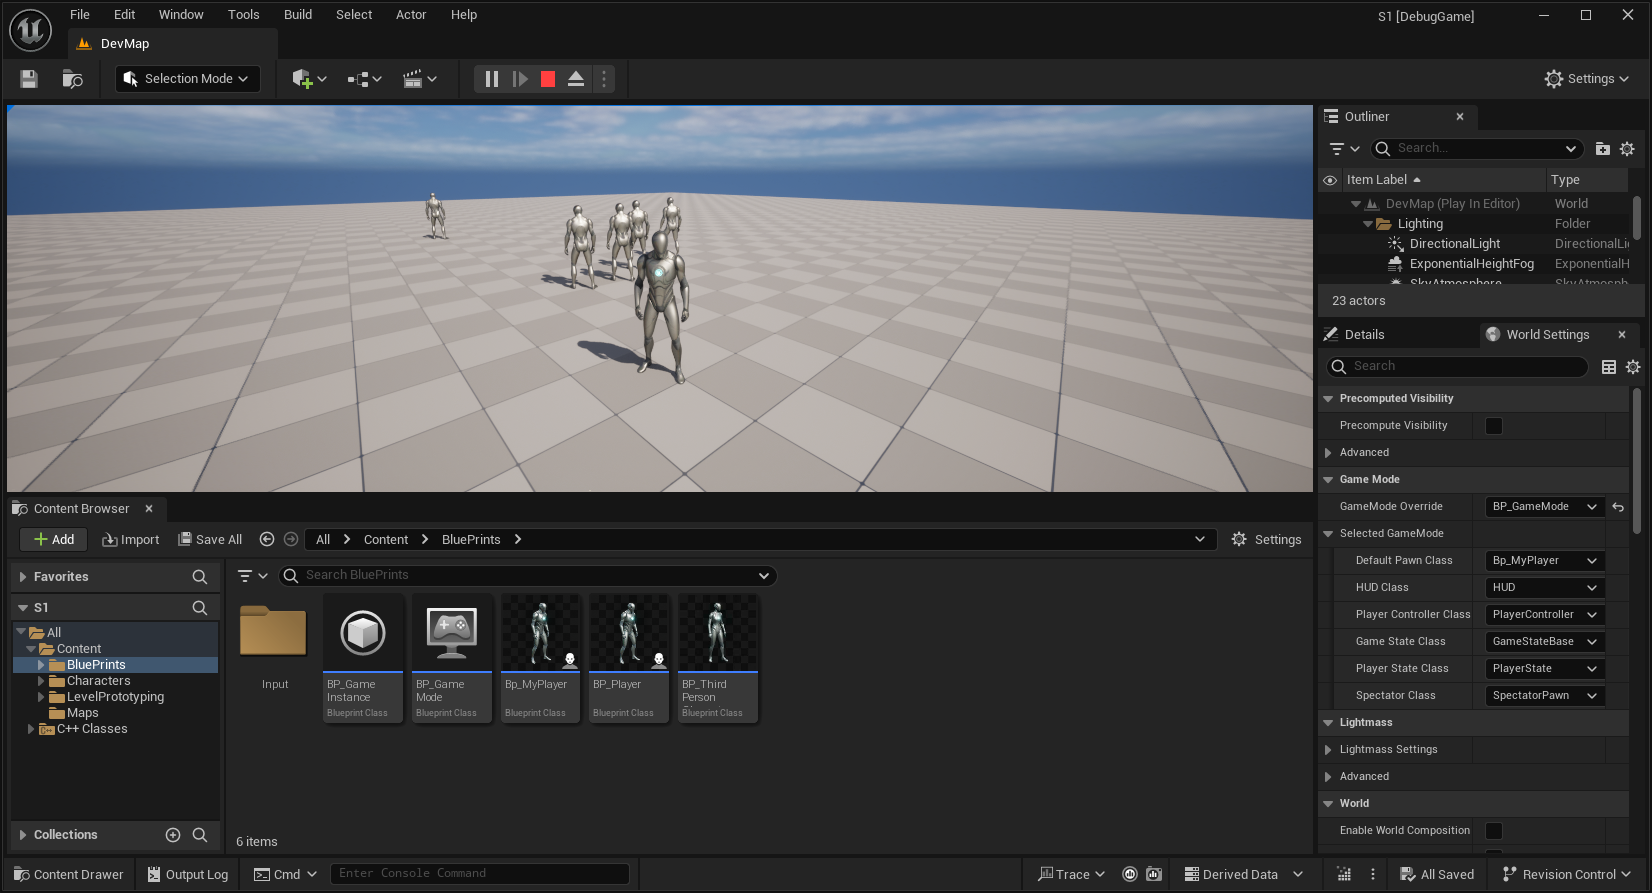 File Edit Window Tools Build Select Actor Help
S1 [DebugGame]
DevMap
Selection Mode
Settings
Outliner
Search...
Item Label Type
DevMap (Play In Editor) World
Lighting Folder
DirectionalLight DirectionalLi
ExponentialHeightFog ExponentialH
SkyAtmosphere SkyAtmosph
23 actors
Details World Settings
Search
Precomputed Visibility
Precompute Visibility
Advanced
Game Mode
GameMode Override BP_GameMode
Selected GameMode
Default Pawn Class Bp_MyPlayer
HUD Class HUD
Player Controller Class PlayerController
Game State Class GameStateBase
Player State Class PlayerState
Spectator Class SpectatorPawn
Lightmass
Lightmass Settings
Advanced
World
Enable World Composition
Content Browser
Add Import Save All All Content BluePrints Settings
Favorites
Search BluePrints
S1
All
Content
BluePrints
Characters
LevelPrototyping
Maps
C++ Classes
Collections
Input
BP_Game
Instance
Blueprint Class
BP_Game
Mode
Blueprint Class
Bp_MyPlayer
Blueprint Class
BP_Player
Blueprint Class
BP_Third
Person
Blueprint Class
6 items
Content Drawer Output Log Cmd Enter Console Command Trace Derived Data All Saved Revision Control